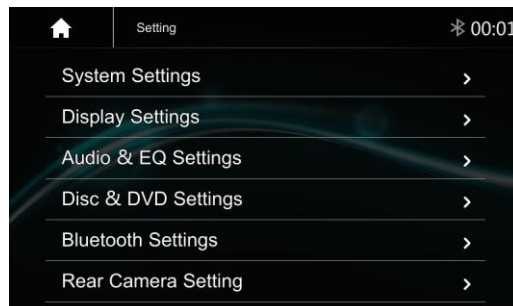 Setting
00:01
System Settings
Display Settings
Audio & EQ Settings
Disc & DVD Settings
Bluetooth Settings
Rear Camera Setting